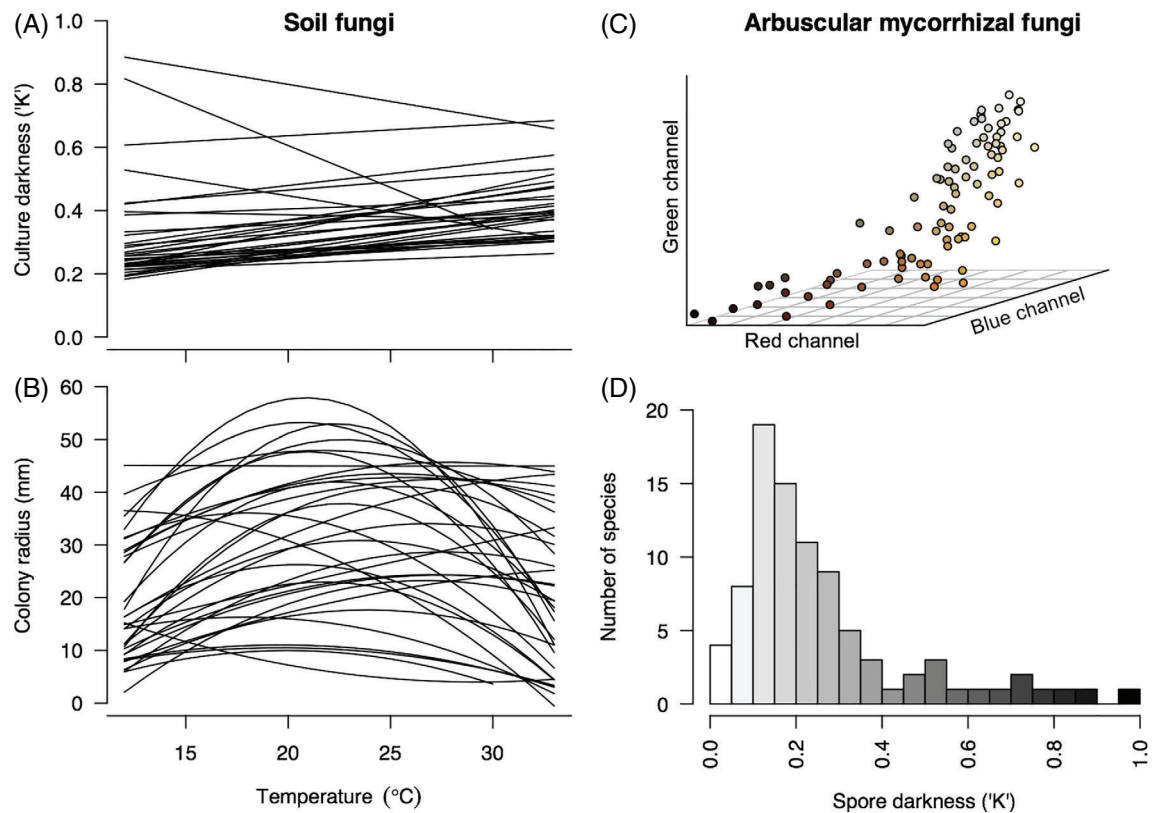 (A)
Soil fungi
1.0
0.8
0.6
0.4
0.2
0.0
Culture darkness ('K')
(B)
60
50
40
30
20
10
0
Colony radius (mm)
15 20 25 30
Temperature (°C)
(C)
Arbuscular mycorrhizal fungi
Green channel
Red channel
Blue channel
(D)
20
15
10
5
0
Number of species
0.0 0.2 0.4 0.6 0.8 1.0
Spore darkness ('K')